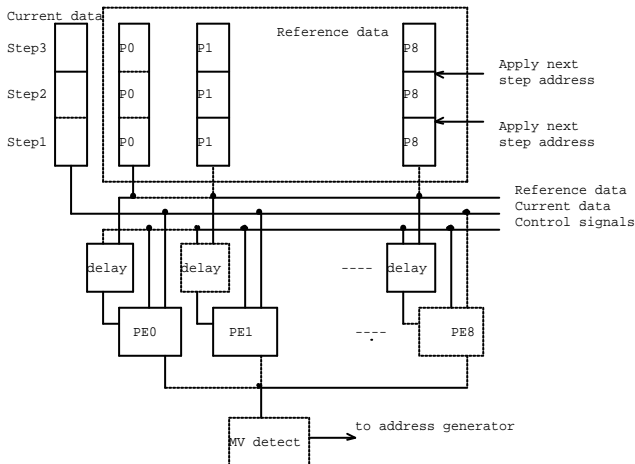 Current data
Reference data
Step3
P0
P1
P8
Apply next
step address
Step2
P0
P1
P8
Apply next
step address
Step1
P0
P1
P8
Reference data
Current data
Control signals
delay
delay
----
delay
PE0
PE1
----
PE8
to address generator
MV detect